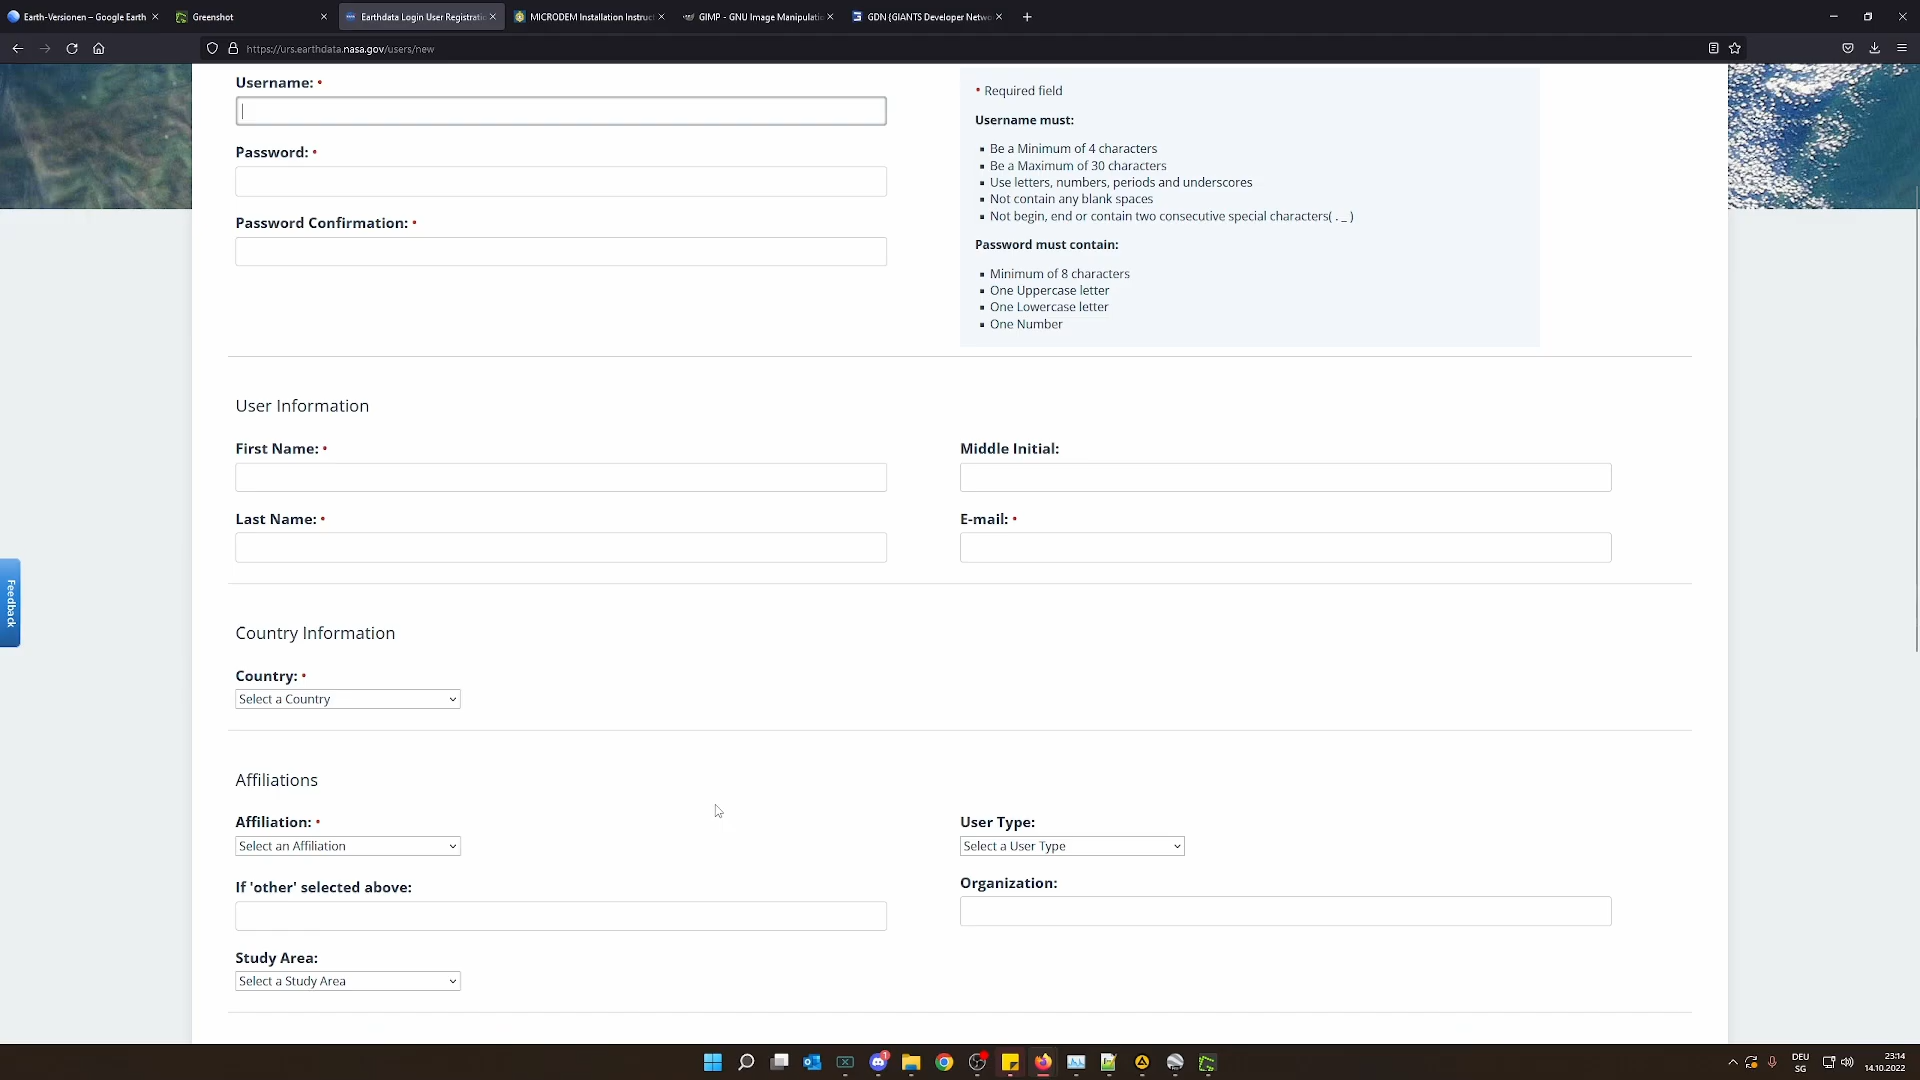 Earth-Versionen – Google Earth
Greenshot
Earthdata Login User Registratio
MICRODEM Installation Instruct
GIMP - GNU Image Manipulatio
GDN {GIANTS Developer Netwo
https://urs.earthdata.nasa.gov/users/new
Username: •
Password: •
Password Confirmation: •
• Required field
Username must:
Be a Minimum of 4 characters
Be a Maximum of 30 characters
Use letters, numbers, periods and underscores
Not contain any blank spaces
Not begin, end or contain two consecutive special characters( . _ )
Password must contain:
Minimum of 8 characters
One Uppercase letter
One Lowercase letter
One Number
User Information
First Name: •
Middle Initial:
Last Name: •
E-mail: •
Feedback
Country Information
Country: •
Select a Country
Affiliations
Affiliation: •
Select an Affiliation
User Type:
Select a User Type
If 'other' selected above:
Organization:
Study Area:
Select a Study Area
1
DEU
SG
23:14
14.10.2022